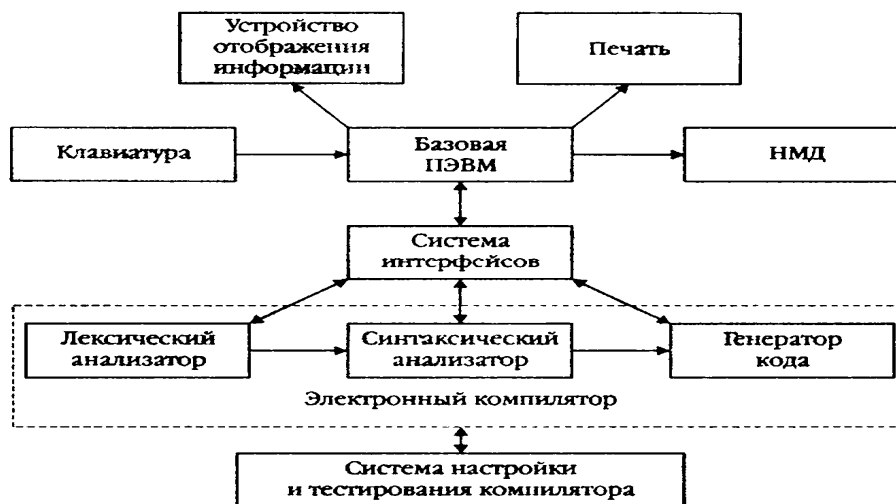 Устройство
отображения
информации
Печать
Клавиатура
Базовая
ПЭВМ
НМД
Система
интерфейсов
Лексический
анализатор
Синтаксический
анализатор
Генератор
кода
Электронный компилятор
Система настройки
и тестирования компилятора